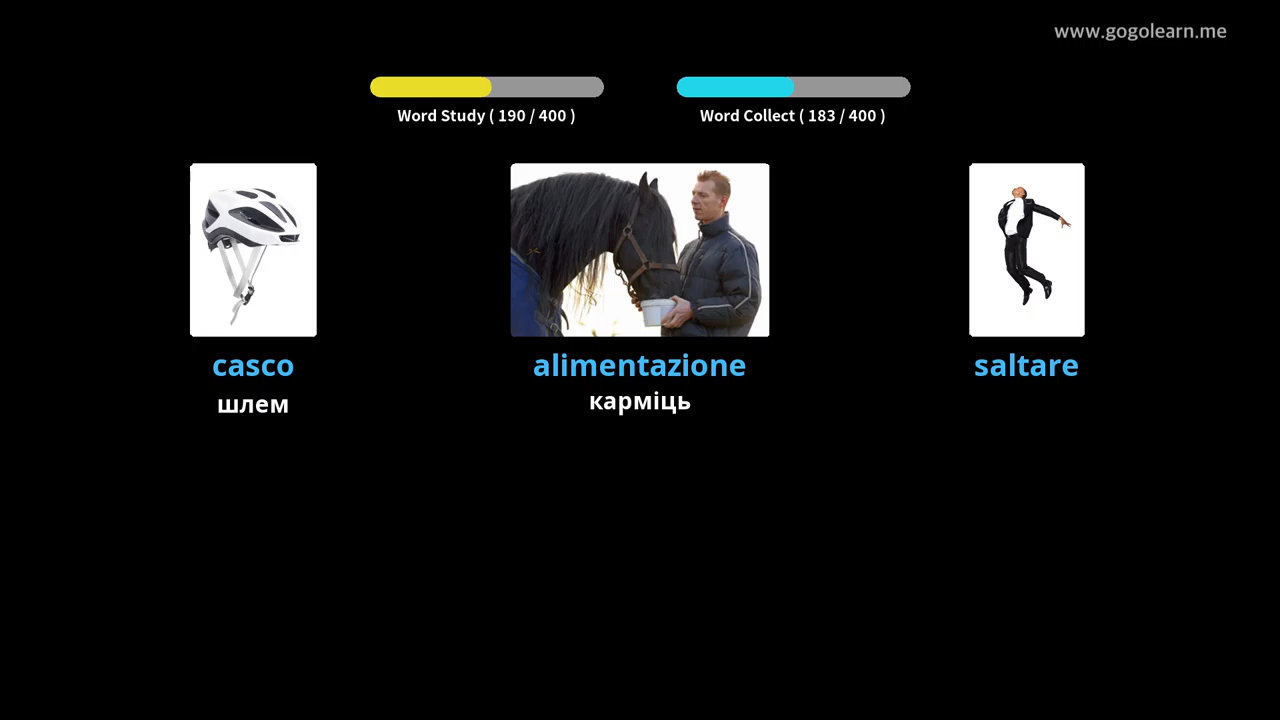 www.gogolearn.me
Word Study ( 190 / 400 )
Word Collect ( 183 / 400 )
casco
alimentazione
saltare
шлем
карміць